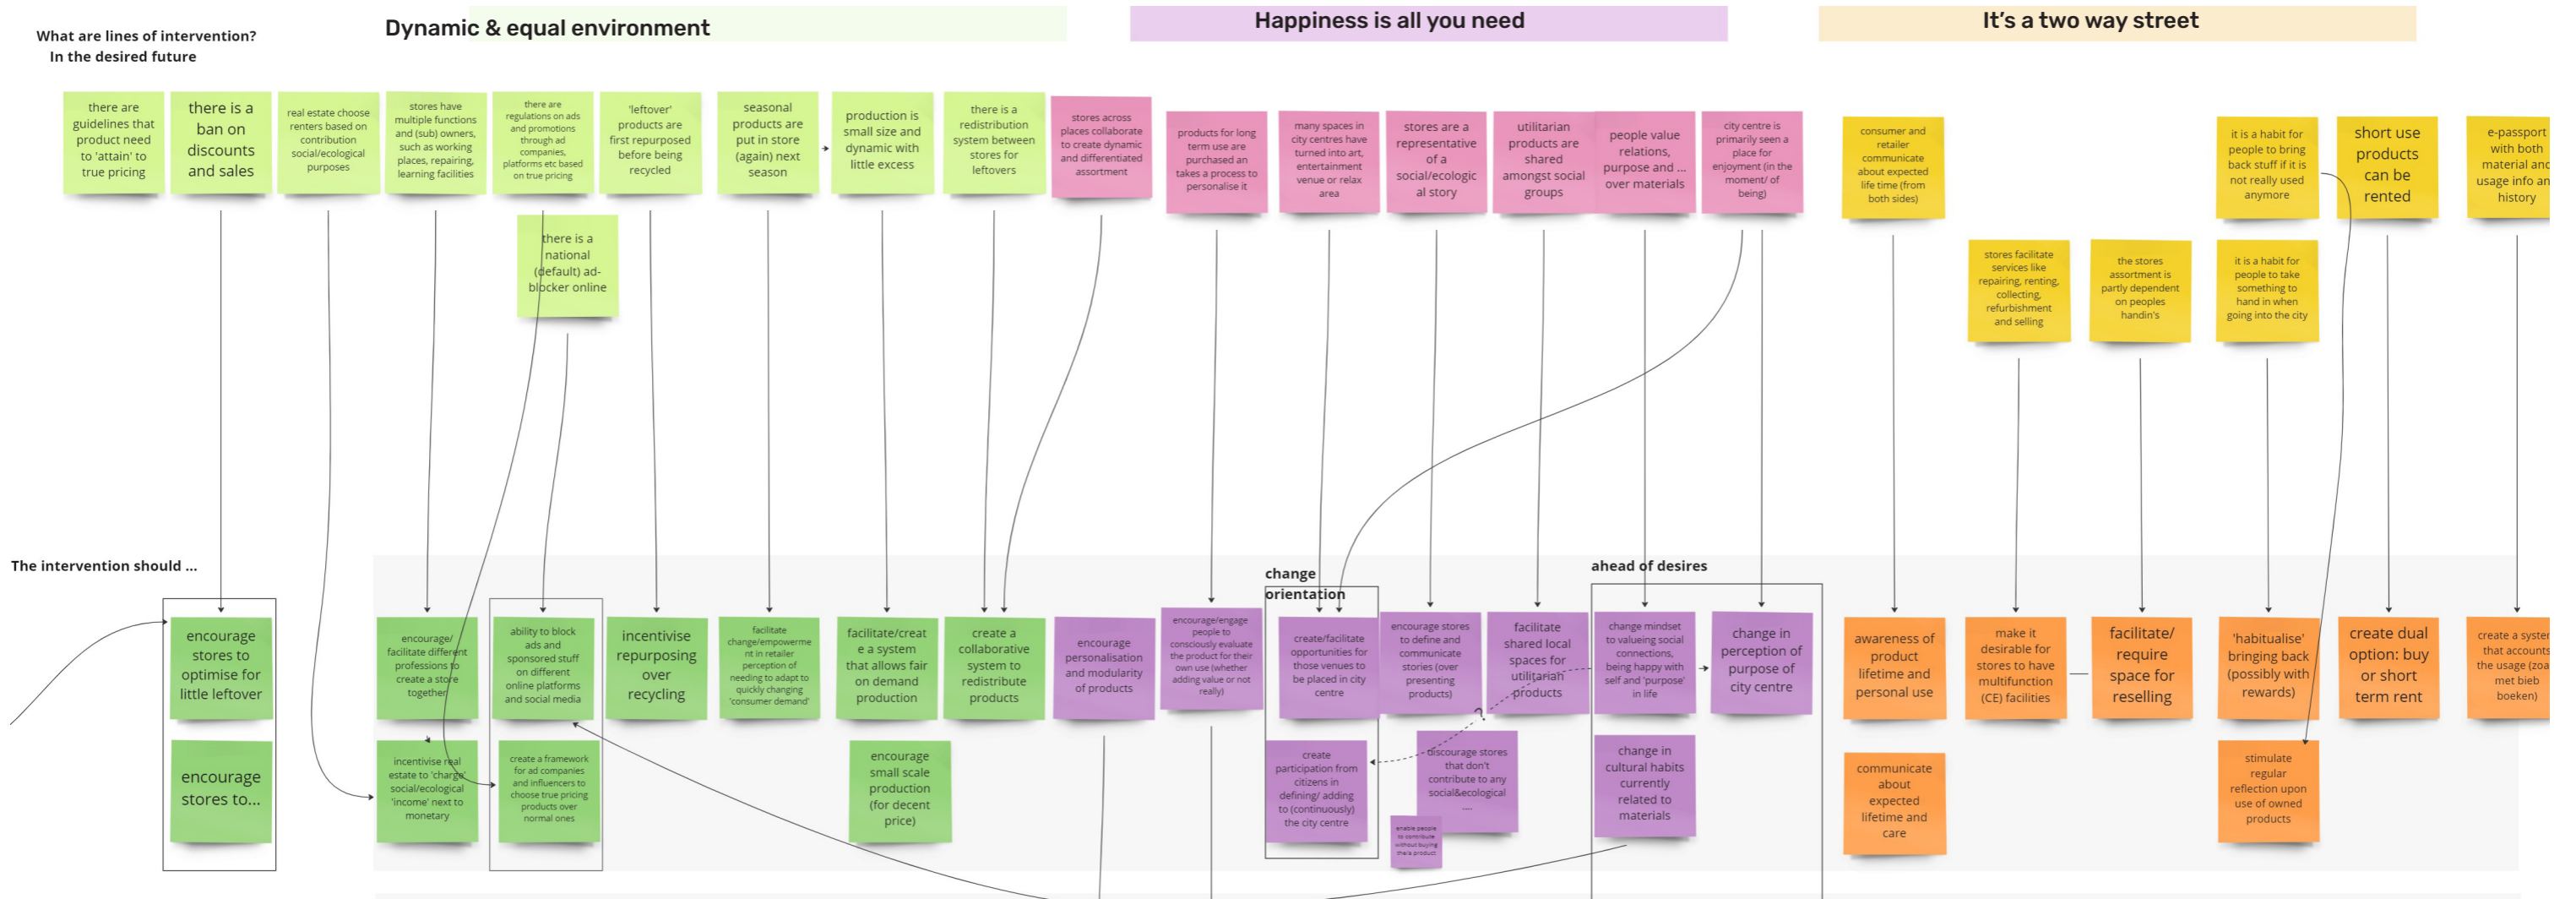 Dynamic & equal environment
Happiness is all you need
It's a two way street
What are lines of intervention?
In the desired future
there are
guidelines that
product need
to 'attain' to
true pricing
there is a
ban on
discounts
and sales
real estate choose
renters based on
contribution
social/ecological
purposes
stores have
multiple functions
and (sub) owners,
such as working
places, repairing,
learning facilities
there are
regulations on ads
and promotions
through ad
companies,
platforms etc based
on true pricing
'leftover'
products are
first repurposed
before being
recycled
seasonal
products are
put in store
(again) next
season
production is
small size and
dynamic with
little excess
there is a
redistribution
system between
stores for
leftovers
stores across
places collaborate
to create dynamic
and differentiated
assortment
products for long
term use are
purchased an
takes a process to
personalise it
many spaces in
city centres have
turned into art,
entertainment
venue or relax
area
stores are a
representative
of a
social/ecologic
al story
utilitarian
products are
shared
amongst social
groups
people value
relations,
purpose and ...
over materials
city centre is
primarily seen a
place for
enjoyment (in the
moment/ of
being)
consumer and
retailer
communicate
about expected
life time (from
both sides)
it is a habit for
people to bring
back stuff if it is
not really used
anymore
short use
products
can be
rented
e-passport
with both
material and
usage info an
history
there is a
national
(default) ad-
blocker online
stores facilitate
services like
repairing, renting,
collecting,
refurbishment
and selling
the stores
assortment is
partly dependent
on peoples
handin's
it is a habit for
people to take
something to
hand in when
going into the city
The intervention should ...
change
orientation
ahead of desires
encourage
stores to
optimise for
little leftover
encourage/
facilitate different
professions to
create a store
together
ability to block
ads and
sponsored stuff
on different
online platforms
and social media
incentivise
repurposing
over
recycling
facilitate
change/empowerme
nt in retailer
perception of
needing to adapt to
quickly changing
'consumer demand'
facilitate/creat
e a system
that allows fair
on demand
production
create a
collaborative
system to
redistribute
products
encourage
personalisation
and modularity
of products
encourage/engage
people to
consciously evaluate
the product for their
own use (whether
adding value or not
really)
create/facilitate
opportunities for
those venues to
be placed in city
centre
encourage stores
to define and
communicate
stories (over
presenting
products)
facilitate
shared local
spaces for
utilitarian
products
change mindset
to valueing social
connections,
being happy with
self and 'purpose'
in life
change in
perception of
purpose of
city centre
awareness of
product
lifetime and
personal use
make it
desirable for
stores to have
multifunction
(CE) facilities
facilitate/
require
space for
reselling
'habitualise'
bringing back
(possibly with
rewards)
create dual
option: buy
or short
term rent
create a system
that accounts
the usage (zoa
met bieb
boeken)
?
encourage
stores to...
incentivise real
estate to 'charge'
social/ecological
'income' next to
monetary
create a framework
for ad companies
and influencers to
choose true pricing
products over
normal ones
encourage
small scale
production
(for decent
price)
create
participation from
citizens in
defining/ adding
to (continuously)
the city centre
discourage stores
that don't
contribute to any
social&ecological
....
enable people
to contribute
without buying
the/a product
change in
cultural habits
currently
related to
materials
communicate
about
expected
lifetime and
care
stimulate
regular
reflection upon
use of owned
products